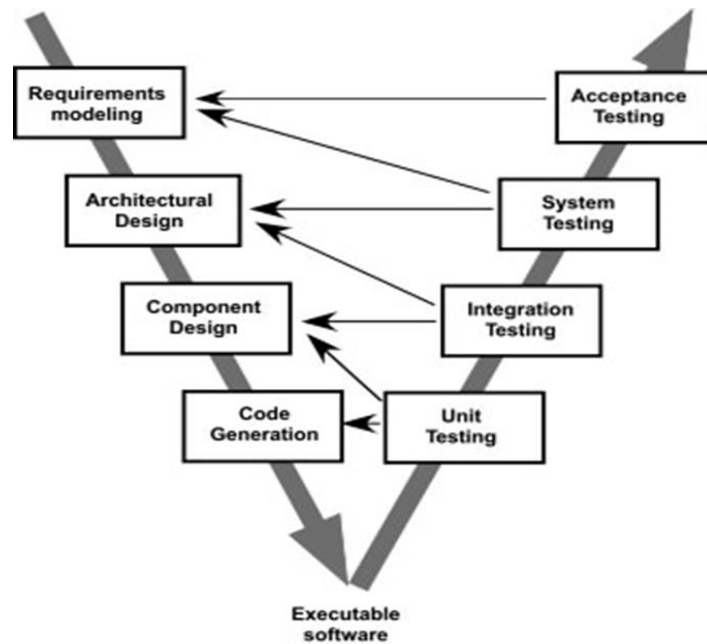 Requirements
modeling
Acceptance
Testing
Architectural
Design
System
Testing
Component
Design
Integration
Testing
Code
Generation
Unit
Testing
Executable
software